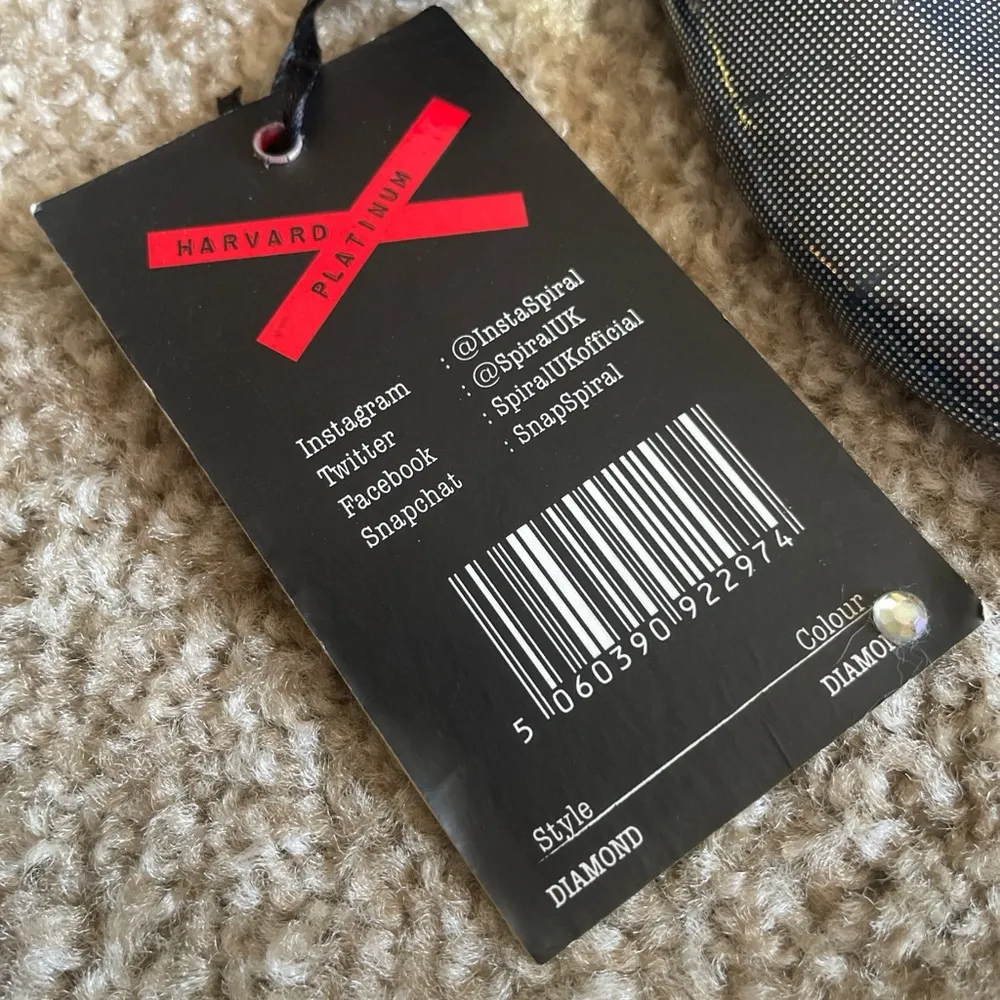 HARVARD
PLATINUM
Instagram : @InstaSpiral
Twitter : @SpiralUK
Facebook : SpiralUKofficial
Snapchat : SnapSpiral
5 060390 922974
Style Colour
DIAMOND